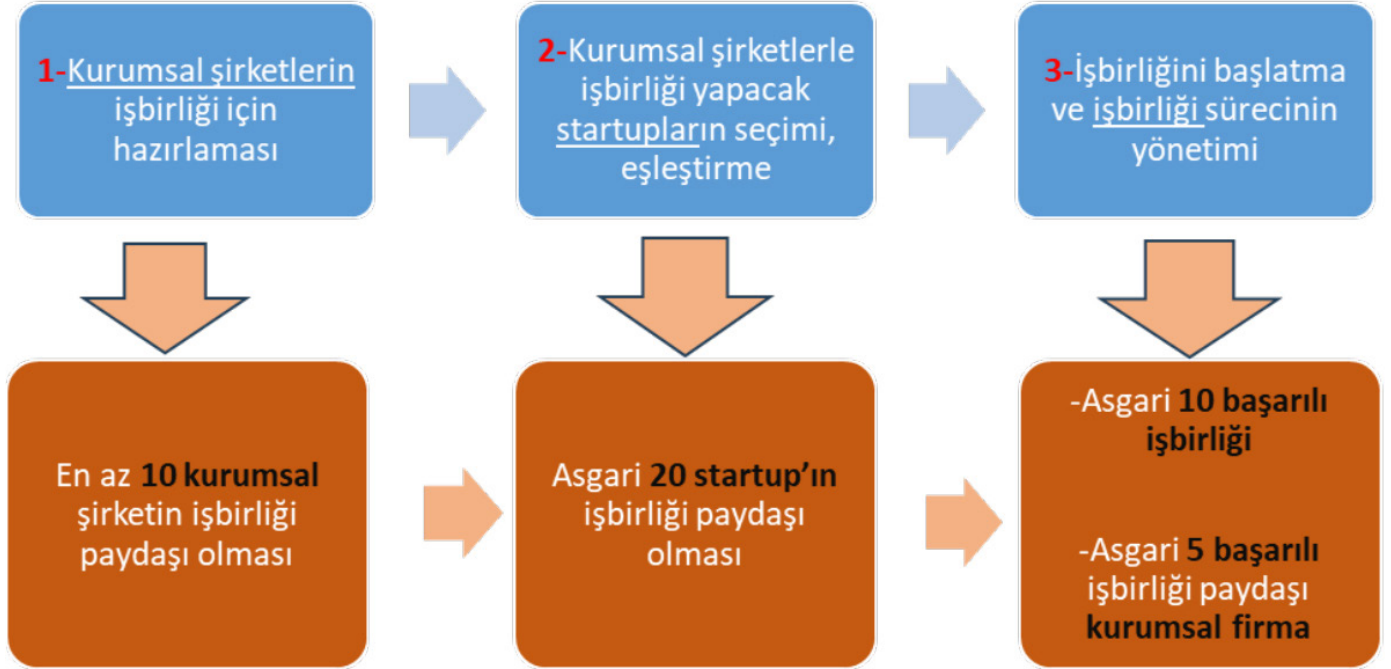 1-Kurumsal şirketlerin
işbirliği için
hazırlaması
2-Kurumsal şirketlerle
işbirliği yapacak
startupların seçimi,
eşleştirme
3-İşbirliğini başlatma
ve işbirliği sürecinin
yönetimi
En az 10 kurumsal
şirketin işbirliği
paydaşı olması
Asgari 20 startup’ın
işbirliği paydaşı
olması
-Asgari 10 başarılı
işbirliği
-Asgari 5 başarılı
işbirliği paydaşı
kurumsal firma